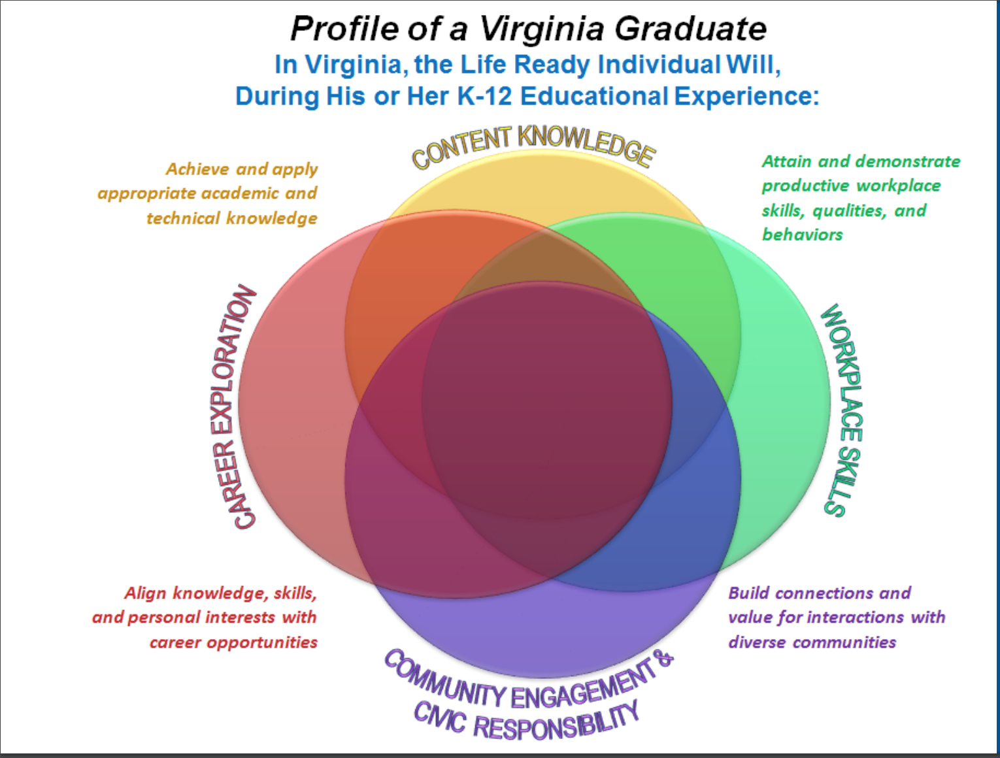 Profile of a Virginia Graduate
In Virginia, the Life Ready Individual Will,
During His or Her K-12 Educational Experience:
CONTENT KNOWLEDGE
Achieve and apply
appropriate academic and
technical knowledge
Attain and demonstrate
productive workplace
skills, qualities, and
behaviors
CAREER EXPLORATION
WORKPLACE SKILLS
Align knowledge, skills,
and personal interests with
career opportunities
Build connections and
value for interactions with
diverse communities
COMMUNITY ENGAGEMENT &
CIVIC RESPONSIBILITY